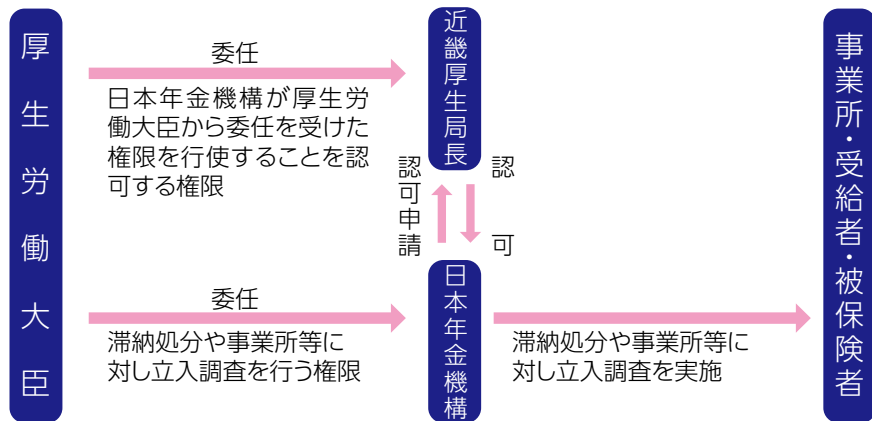 厚生労働大臣
委任
日本年金機構が厚生労
働大臣から委任を受けた
権限を行使することを認
可する権限
近畿厚生局長
認可申請
認可
委任
滞納処分や事業所等に
対し立入調査を行う権限
日本年金機構
滞納処分や事業所等に
対し立入調査を実施
事業所・受給者・被保険者